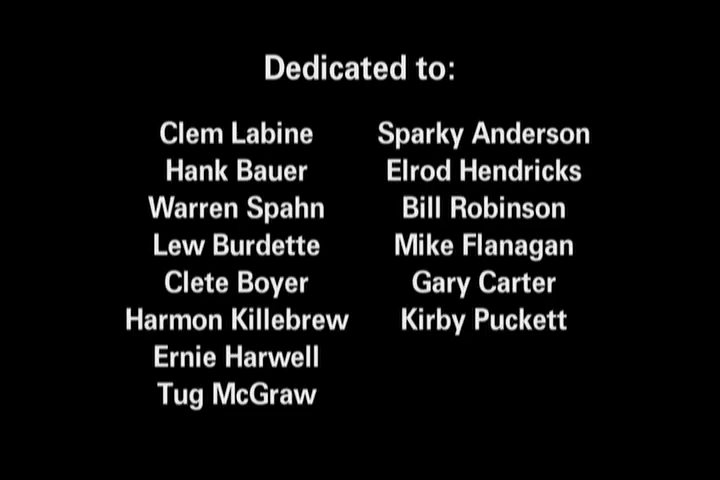 Dedicated to:
Clem Labine
Hank Bauer
Warren Spahn
Lew Burdette
Clete Boyer
Harmon Killebrew
Ernie Harwell
Tug McGraw
Sparky Anderson
Elrod Hendricks
Bill Robinson
Mike Flanagan
Gary Carter
Kirby Puckett